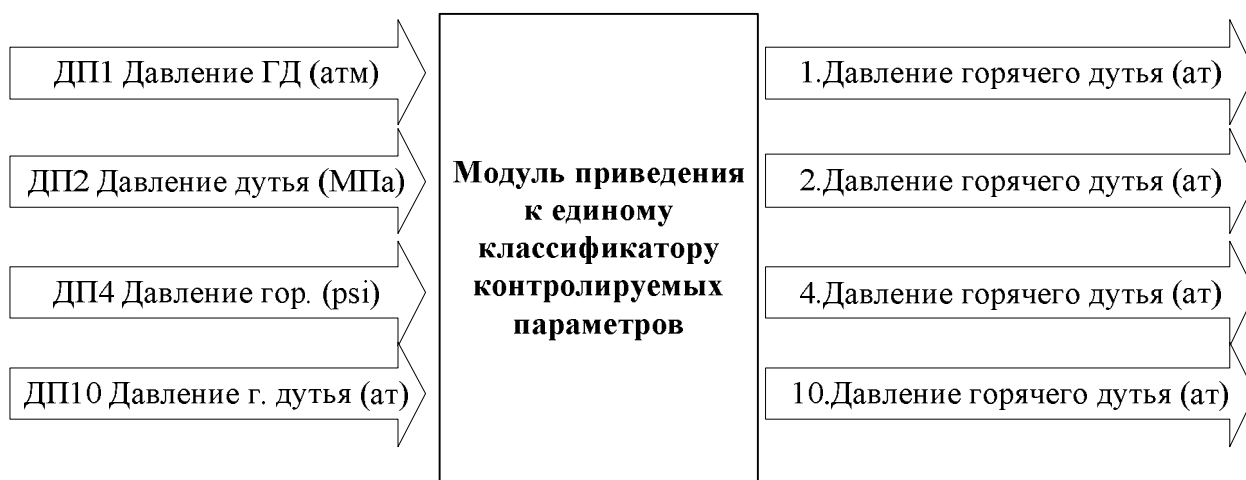 ДП1 Давление ГД (атм)
ДП2 Давление дутья (МПа)
ДП4 Давление гор. (psi)
ДП10 Давление г. дутья (ат)
Модуль приведения
к единому
классификатору
контролируемых
параметров
1.Давление горячего дутья (ат)
2.Давление горячего дутья (ат)
4.Давление горячего дутья (ат)
10.Давление горячего дутья (ат)